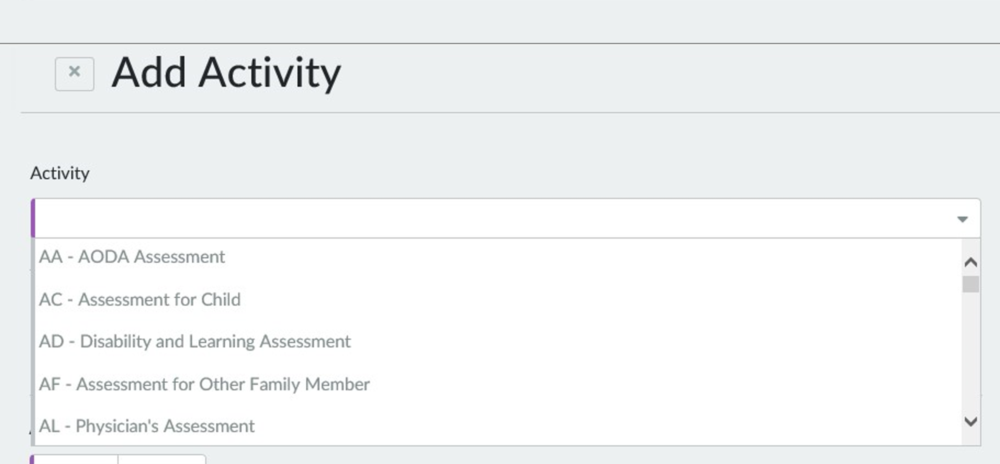 Add Activity
Activity
AA - AODA Assessment
AC - Assessment for Child
AD - Disability and Learning Assessment
AF - Assessment for Other Family Member
AL - Physician's Assessment